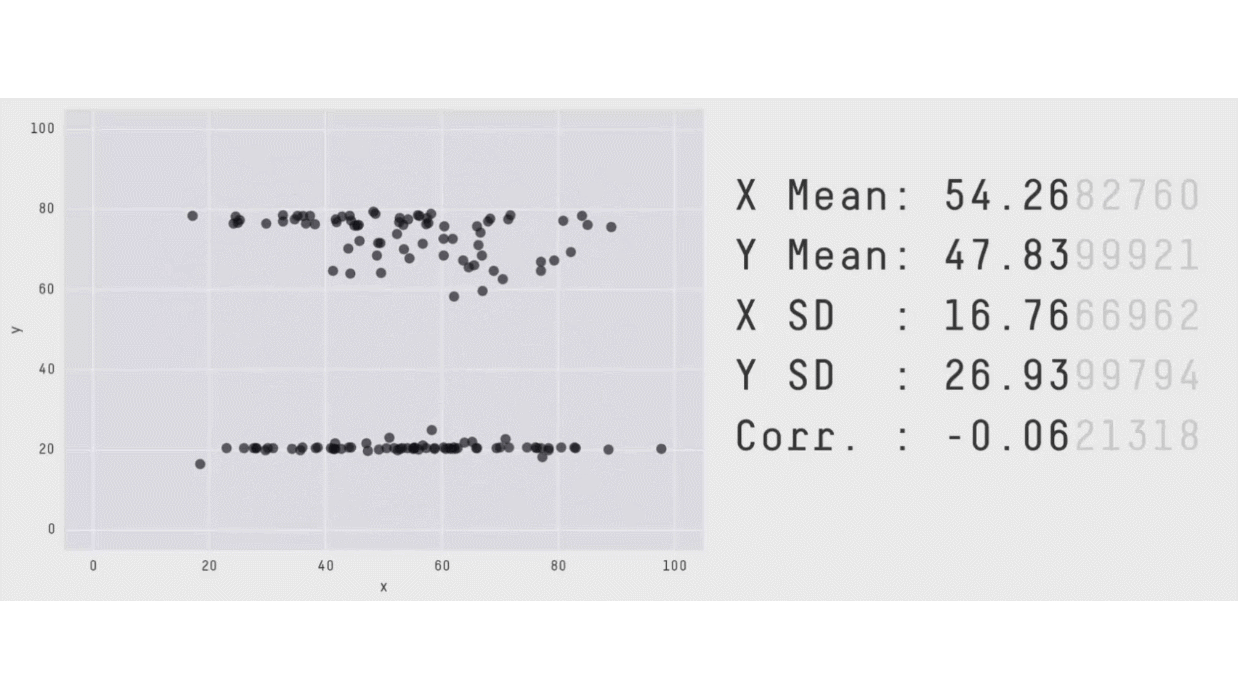 100
80
60
40
20
0
y
0 20 40 60 80 100
x
X Mean: 54.2682760
Y Mean: 47.8399921
X SD : 16.7666962
Y SD : 26.9399794
Corr. : -0.0621318